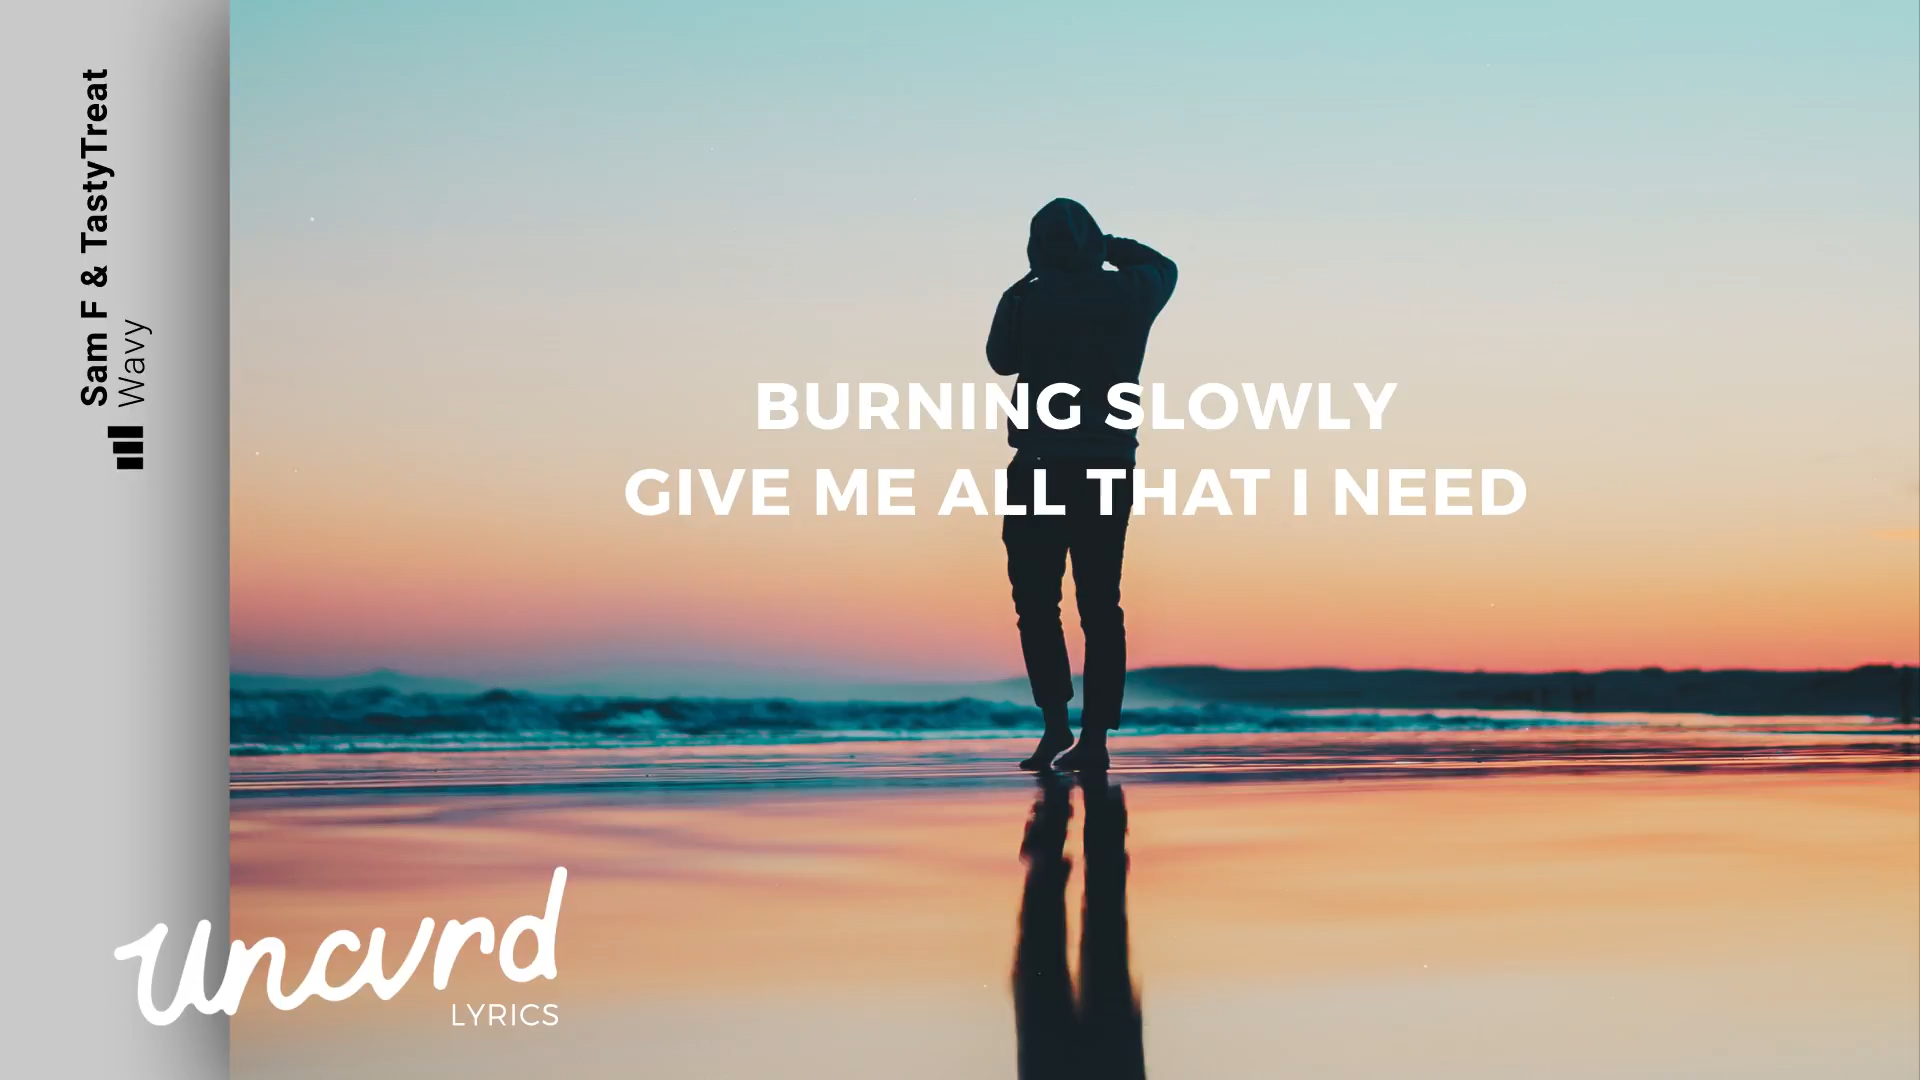 Sam F & TastyTreat
Wavy
BURNING SLOWLY
GIVE ME ALL THAT I NEED
uncvrd
LYRICS